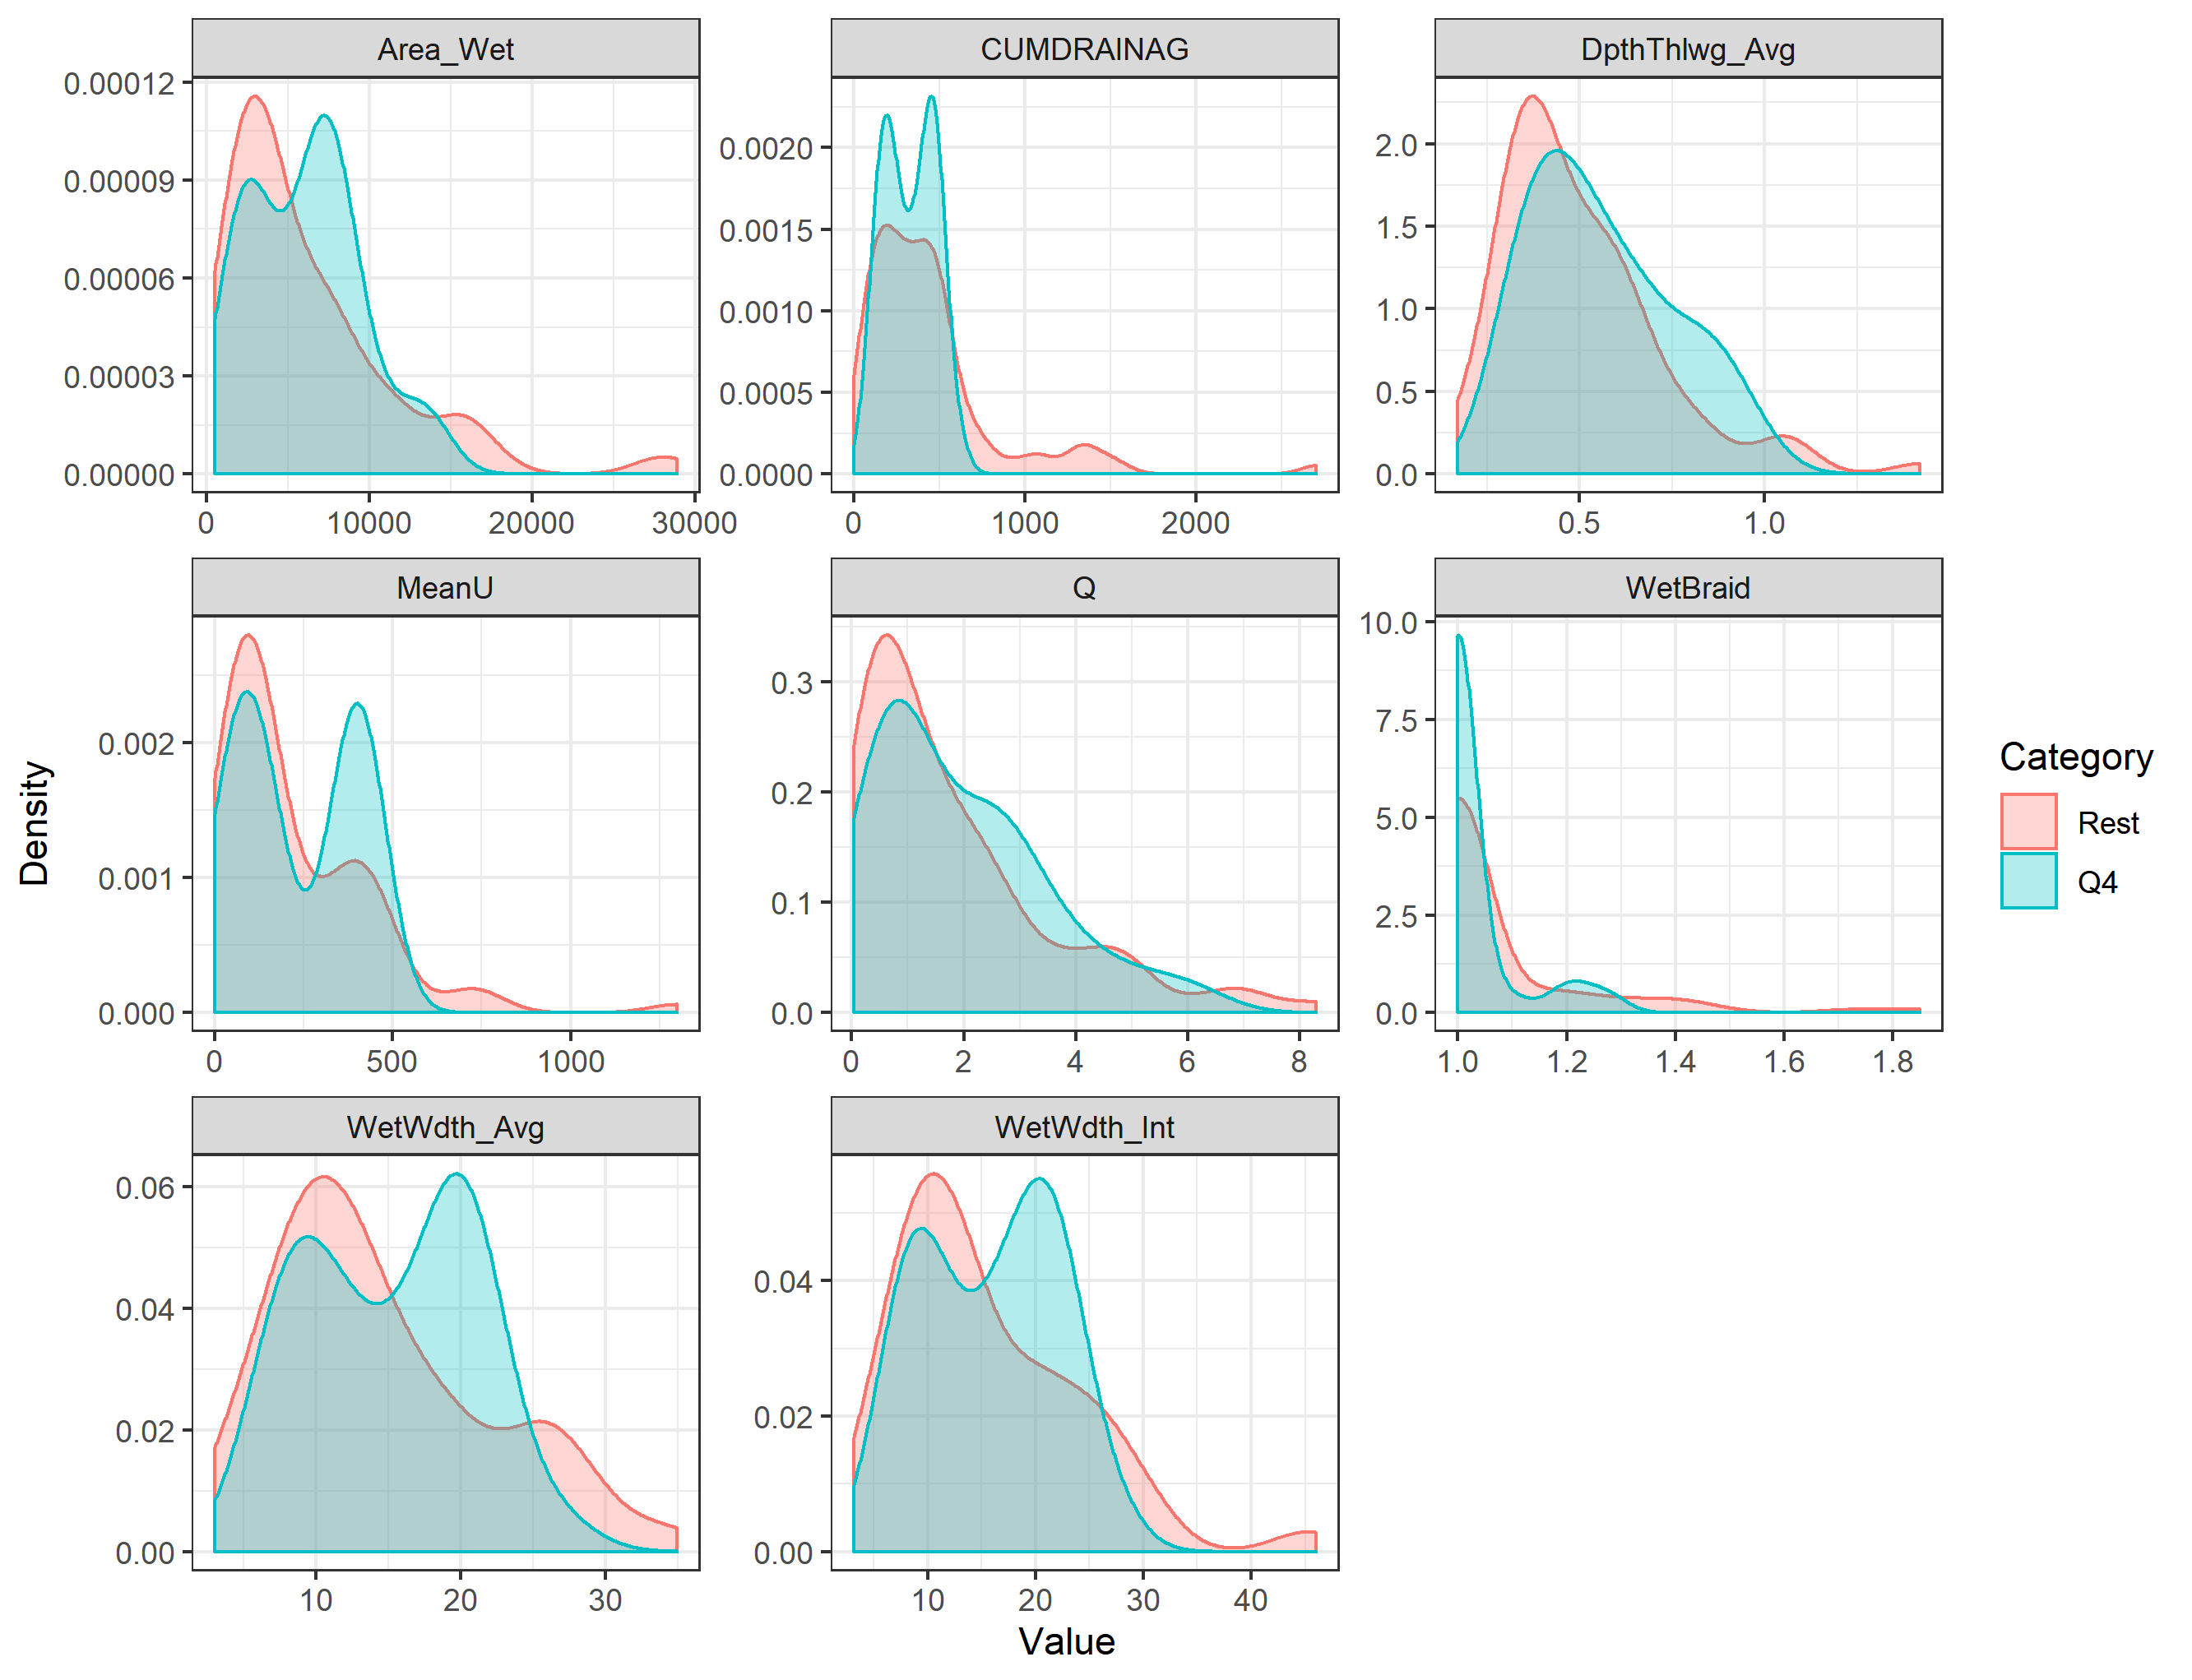 Area_Wet CUMDRAINAG DpthThlwg_Avg
0.00012
0.00009
0.00006
0.00003
0.00000
0 10000 20000 30000
0.0020
0.0015
0.0010
0.0005
0.0000
0 1000 2000
2.0
1.5
1.0
0.5
0.0
0.5 1.0
MeanU Q WetBraid
0.002
0.001
0.000
0 500 1000
0.3
0.2
0.1
0.0
0 2 4 6 8
10.0
7.5
5.0
2.5
0.0
1.0 1.2 1.4 1.6 1.8
WetWdth_Avg WetWdth_Int
0.06
0.04
0.02
0.00
10 20 30
0.04
0.02
0.00
10 20 30 40
Density
Value
Category
Rest
Q4